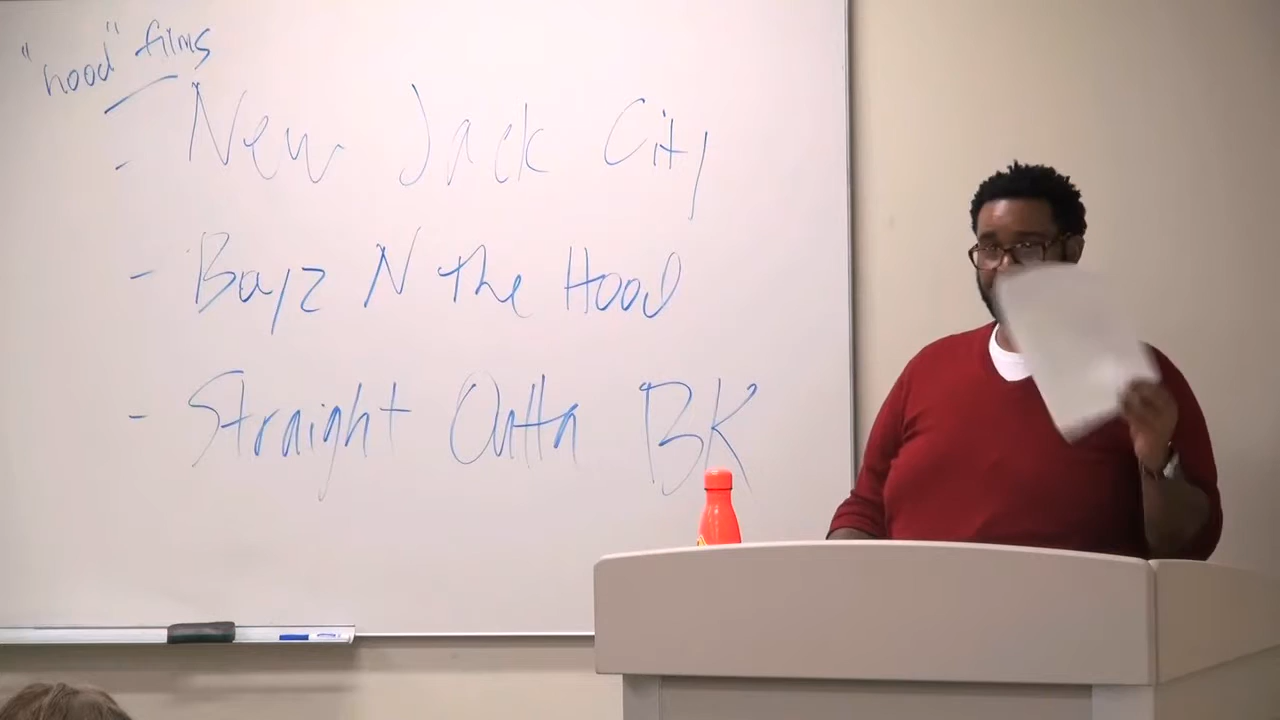 "hood" films
- New Jack City
- Boyz N the Hood
- Straight Outta BK